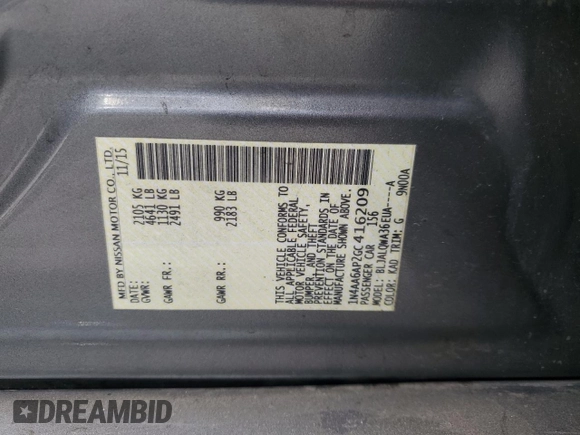 MFD BY NISSAN MOTOR CO., LTD.
11/15
GVWR: 2105 KG
4641 LB
GAWR FR.: 1130 KG
2491 LB
GAWR RR.: 990 KG
2183 LB
THIS VEHICLE CONFORMS TO
ALL APPLICABLE FEDERAL
MOTOR VEHICLE SAFETY,
BUMPER, AND THEFT
PREVENTION STANDARDS IN
EFFECT ON THE DATE OF
MANUFACTURE SHOWN ABOVE.
1N4AA6AP2GC416209
PASSENGER CAR 156
MODEL: BLJALQWA36EUA----A
COLOR: KAD TRIM: G 9N00A
DREAMBID